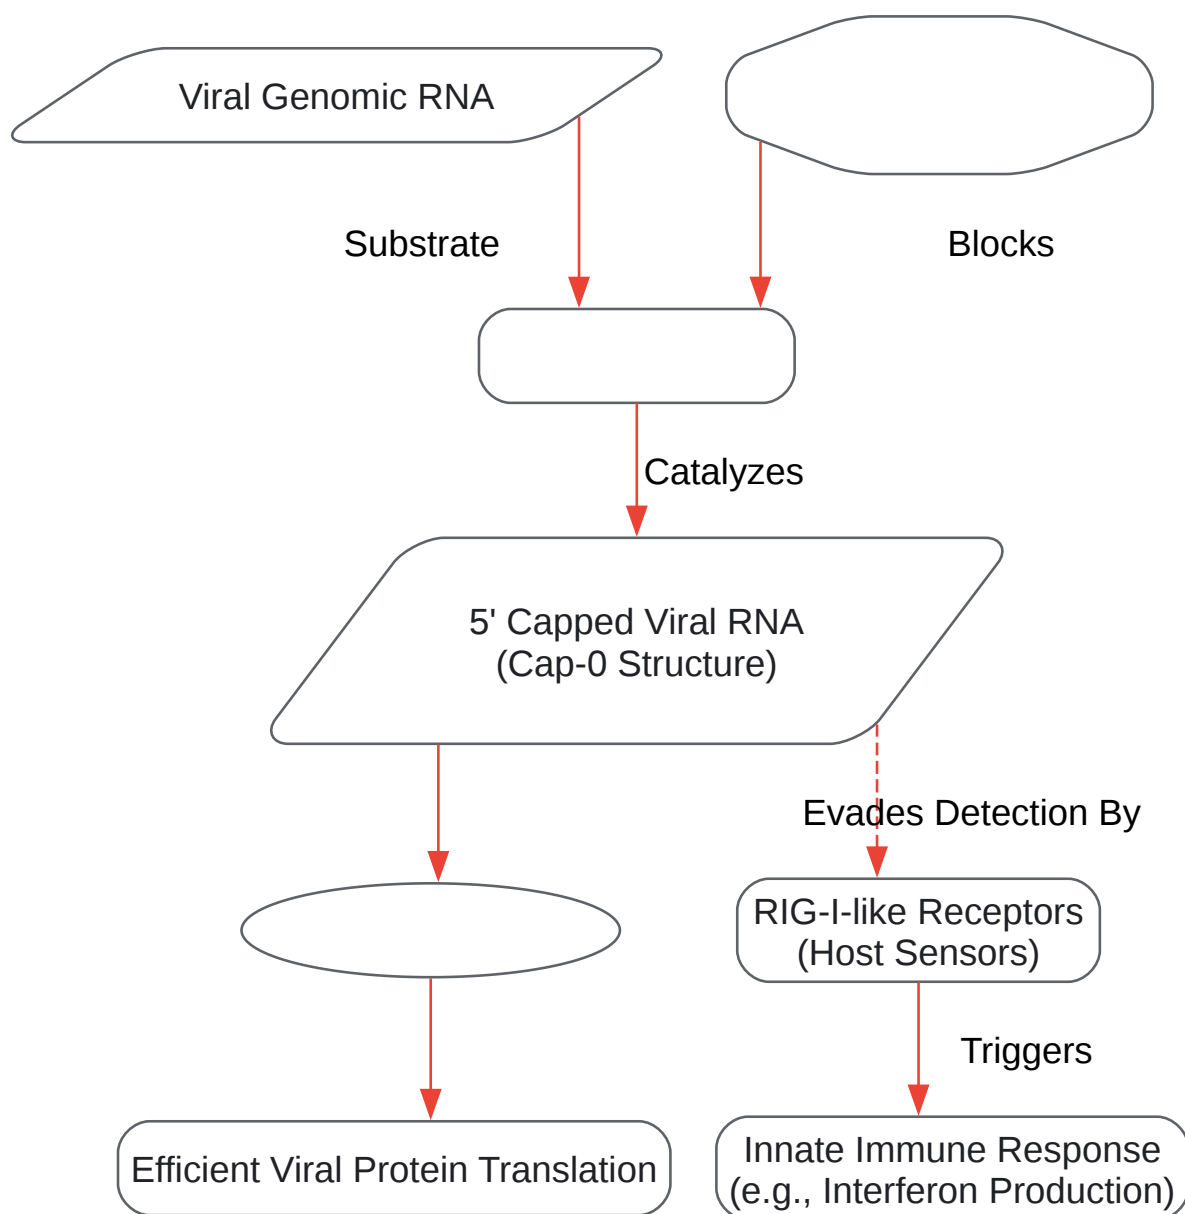 Viral Genomic RNA
Substrate
Blocks
Catalyzes
5' Capped Viral RNA
(Cap-0 Structure)
Evades Detection By
RIG-I-like Receptors
(Host Sensors)
Triggers
Efficient Viral Protein Translation
Innate Immune Response
(e.g., Interferon Production)